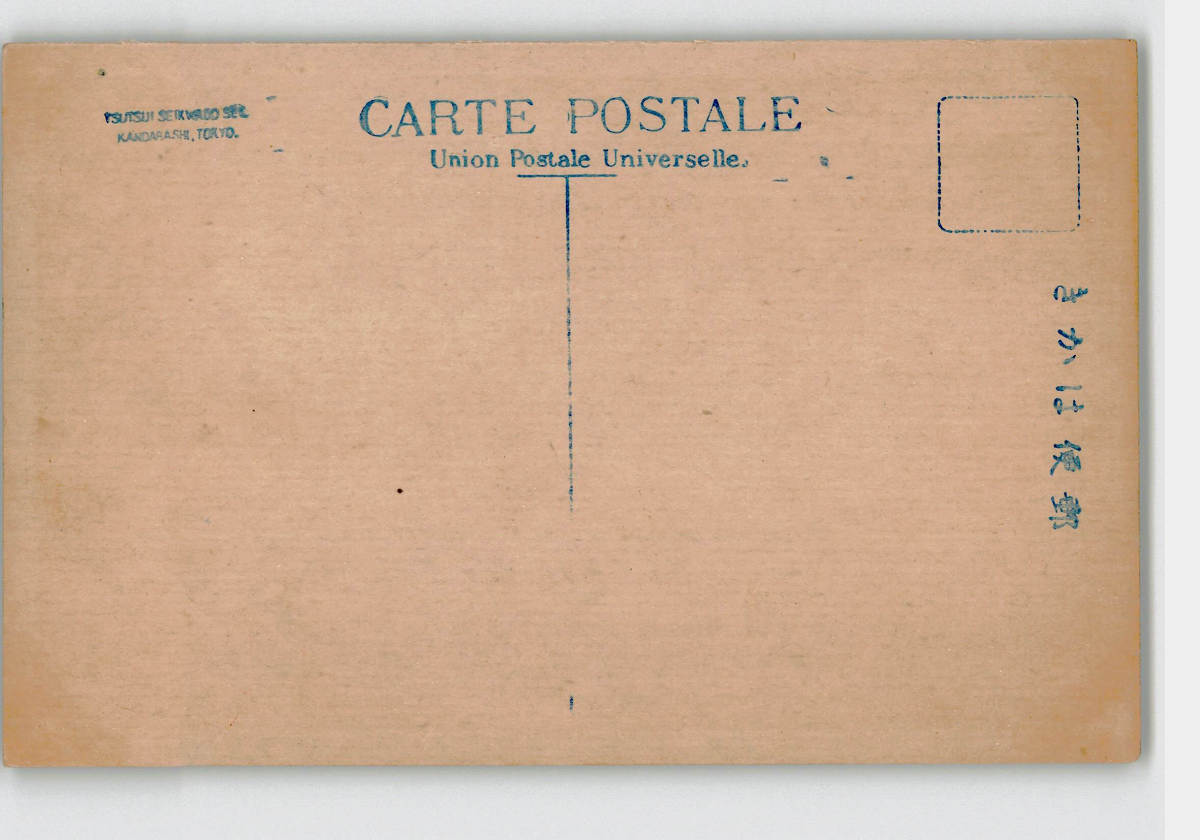 TSUTSUI SEIKWADO SEI.
KANDABASHI, TOKYO.
CARTE POSTALE
Union Postale Universelle.
きかは便郵